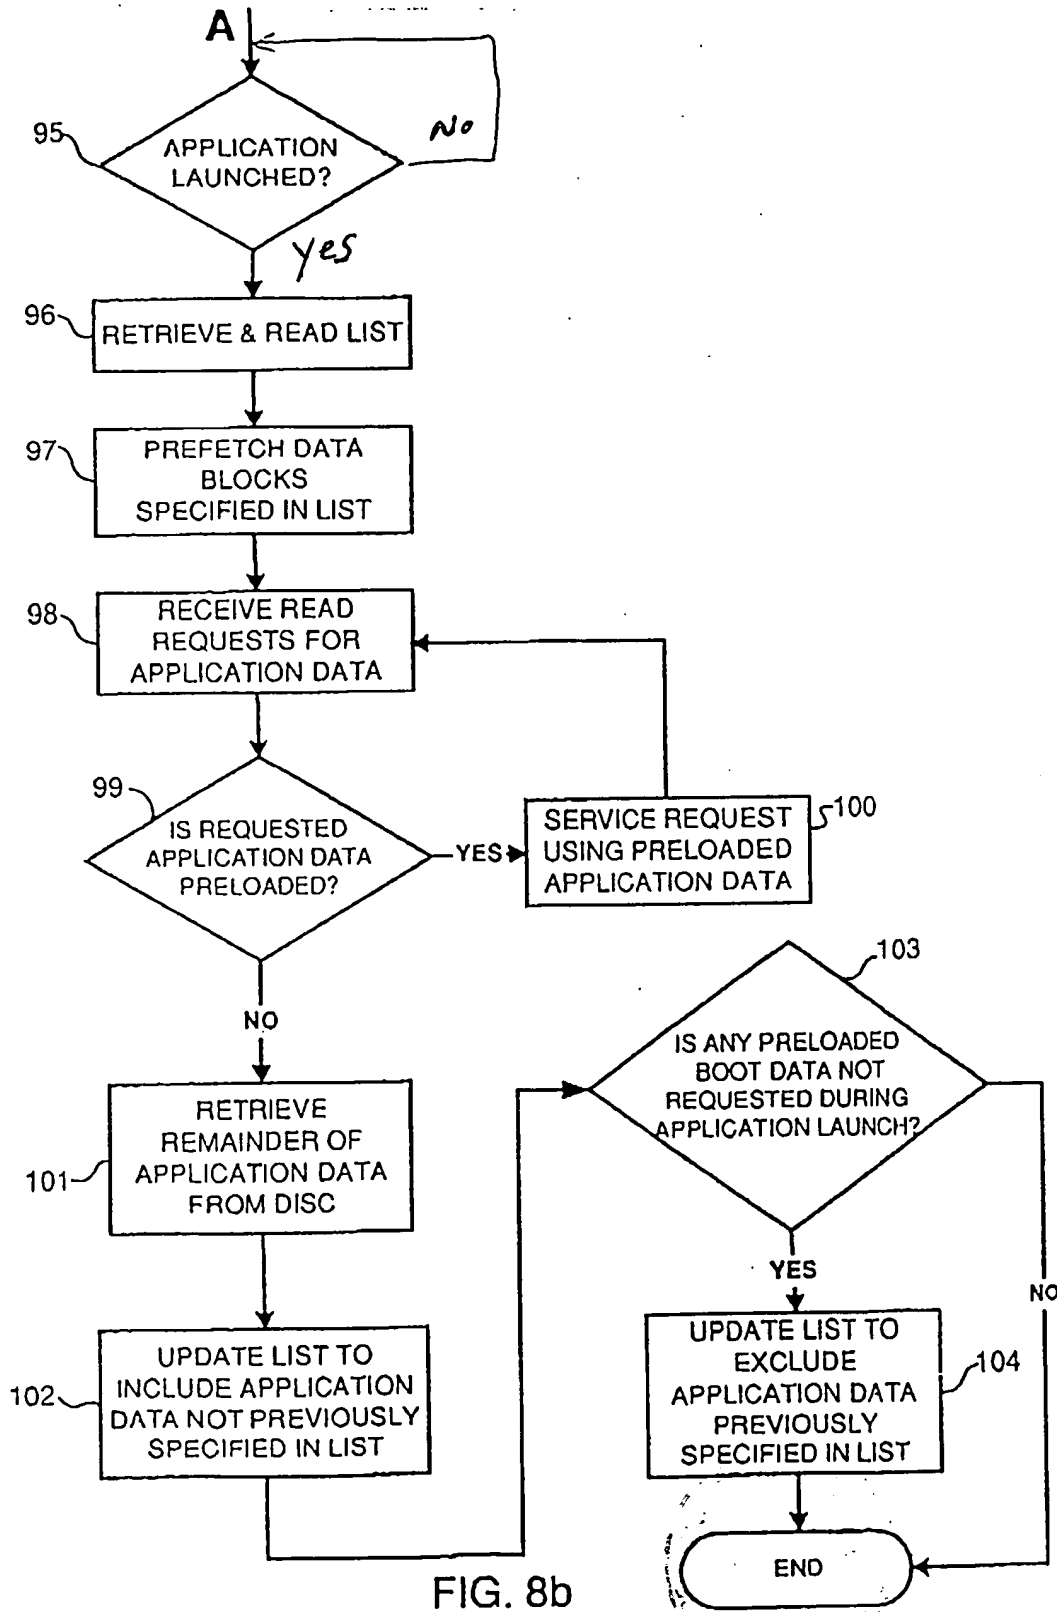 A
No
95
APPLICATION
LAUNCHED?
yes
96
RETRIEVE & READ LIST
97
PREFETCH DATA
BLOCKS
SPECIFIED IN LIST
98
RECEIVE READ
REQUESTS FOR
APPLICATION DATA
99
IS REQUESTED
APPLICATION DATA
PRELOADED?
YES
100
SERVICE REQUEST
USING PRELOADED
APPLICATION DATA
NO
101
RETRIEVE
REMAINDER OF
APPLICATION DATA
FROM DISC
102
UPDATE LIST TO
INCLUDE APPLICATION
DATA NOT PREVIOUSLY
SPECIFIED IN LIST
103
IS ANY PRELOADED
BOOT DATA NOT
REQUESTED DURING
APPLICATION LAUNCH?
YES
NO
104
UPDATE LIST TO
EXCLUDE
APPLICATION DATA
PREVIOUSLY
SPECIFIED IN LIST
END
FIG. 8b